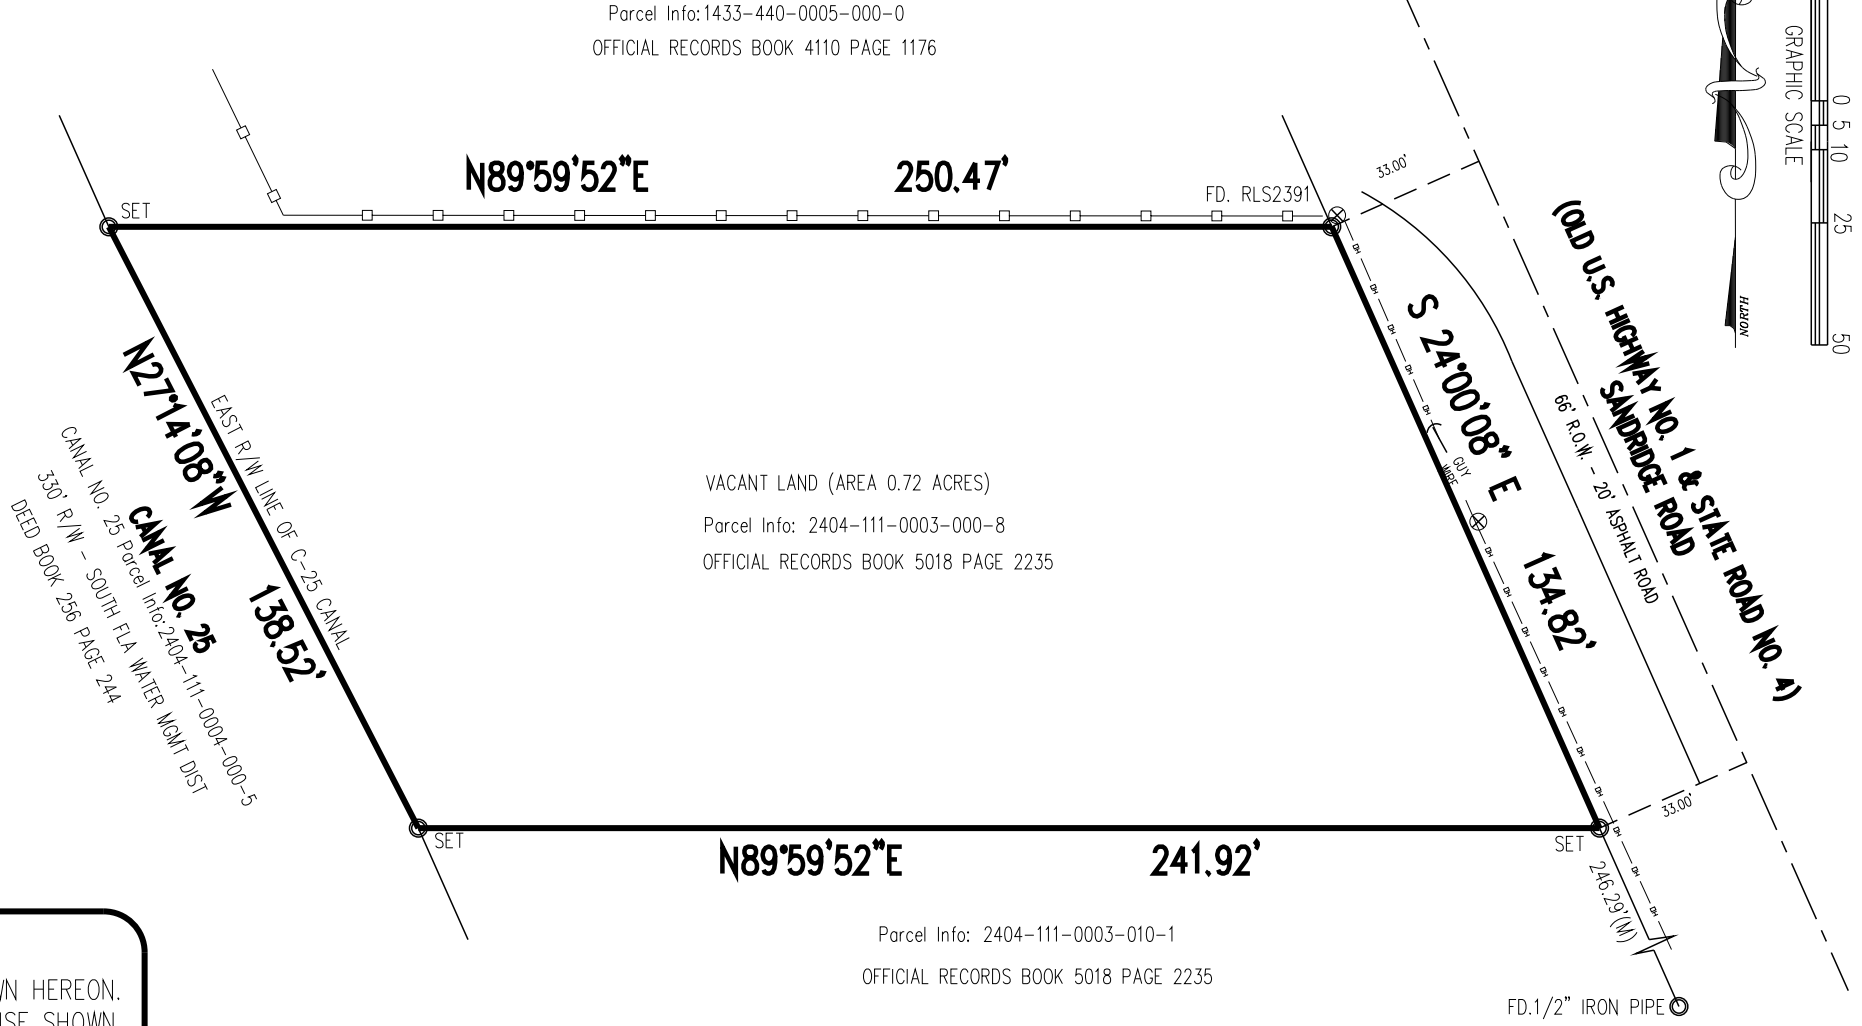 Parcel Info:1433-440-0005-000-0
OFFICIAL RECORDS BOOK 4110 PAGE 1176
GRAPHIC SCALE
0 5 10 25 50
NORTH
N89°59'52"E 250.47'
SET
FD. RLS2391
33.00'
(OLD U.S. HIGHWAY NO. 1 & STATE ROAD NO. 4)
SANDRIDGE ROAD
66' R.O.W. - 20' ASPHALT ROAD
S 24°00'08" E 134.82'
GUY
WIRE
N27°14'08"W 138.52'
EAST R/W LINE OF C-25 CANAL
CANAL NO. 25
CANAL NO. 25 Parcel Info:2404-111-0004-000-5
330' R/W - SOUTH FLA WATER MGMT DIST
DEED BOOK 256 PAGE 244
VACANT LAND (AREA 0.72 ACRES)
Parcel Info: 2404-111-0003-000-8
OFFICIAL RECORDS BOOK 5018 PAGE 2235
33.00'
SET
SET
N89°59'52"E 241.92'
246.29'(M)
Parcel Info: 2404-111-0003-010-1
OFFICIAL RECORDS BOOK 5018 PAGE 2235
FD.1/2" IRON PIPE
HEREON.
SHOWN